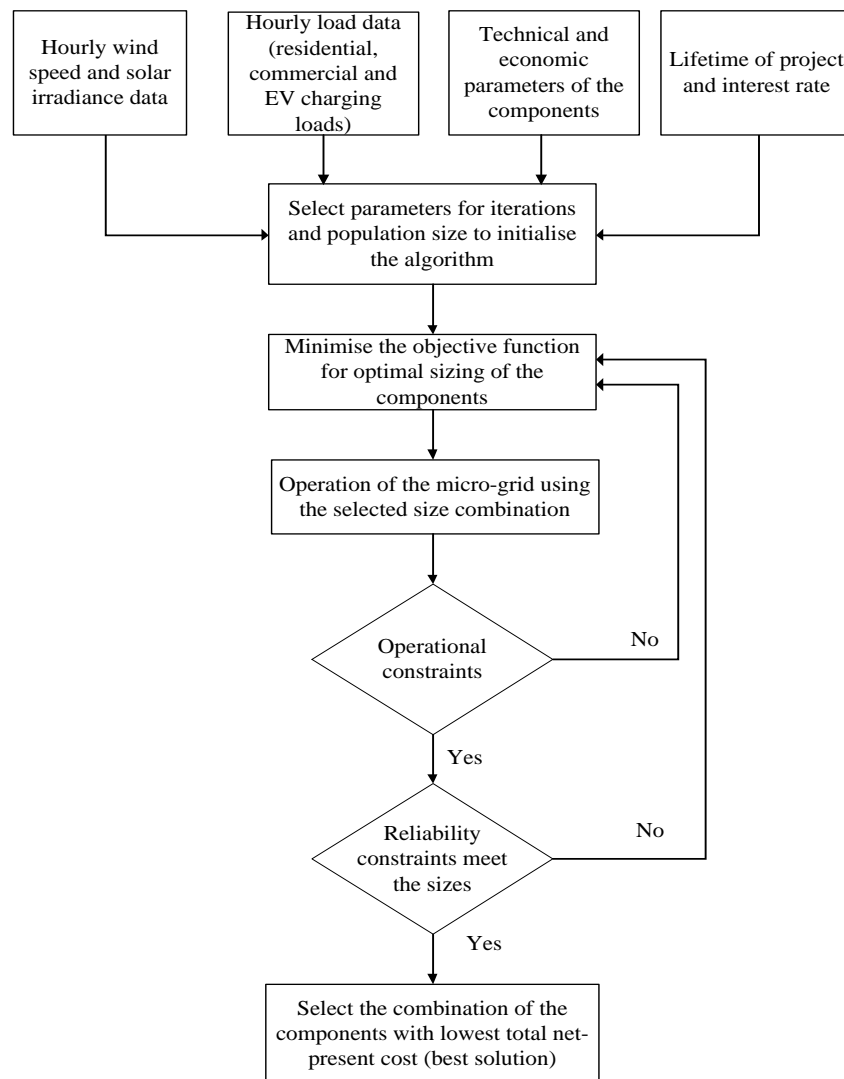 Hourly wind
speed and solar
irradiance data
Hourly load data
(residential,
commercial and
EV charging
loads)
Technical and
economic
parameters of the
components
Lifetime of project
and interest rate
Select parameters for iterations
and population size to initialise
the algorithm
Minimise the objective function
for optimal sizing of the
components
Operation of the micro-grid using
the selected size combination
Operational
constraints
No
Yes
Reliability
constraints meet
the sizes
No
Yes
Select the combination of the
components with lowest total net-
present cost (best solution)